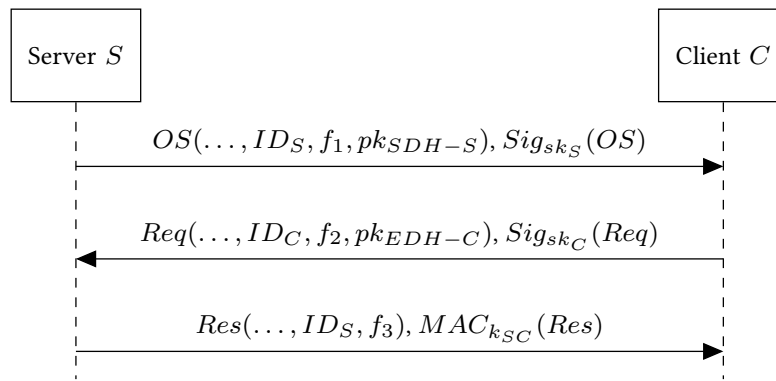 Server S
Client C
OS(. . . , ID_S, f_1, pk_{SDH−S}), Sig_{sk_S}(OS)
Req(. . . , ID_C, f_2, pk_{EDH−C}), Sig_{sk_C}(Req)
Res(. . . , ID_S, f_3), MAC_{k_{SC}}(Res)